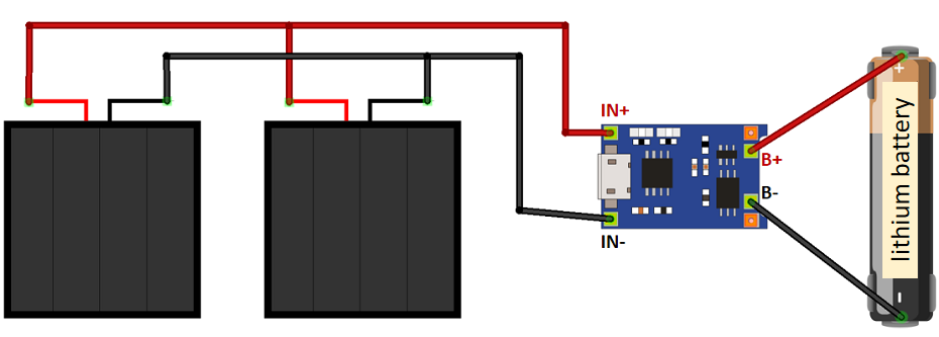 IN+
IN-
B+
B-
+
lithium battery
-